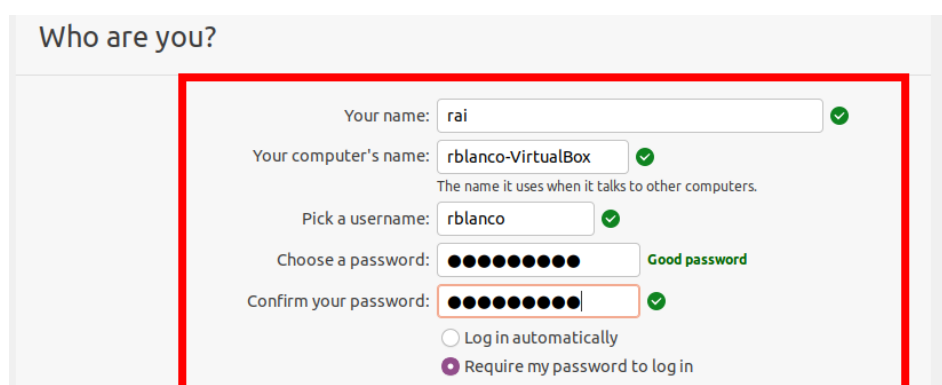 Who are you?
Your name: rai
Your computer's name: rblanco-VirtualBox
The name it uses when it talks to other computers.
Pick a username: rblanco
Choose a password: ●●●●●●●●● Good password
Confirm your password: ●●●●●●●●●
Log in automatically
Require my password to log in